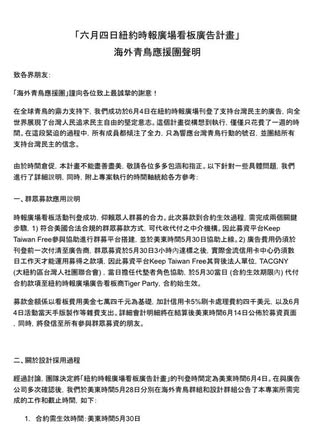 「六月四日紐約時報廣場看板廣告計畫」
海外青鳥應援團聲明
致各界朋友：
「海外青鳥應援團」謹向各位致上最誠摯的謝意！
在全球青鳥的鼎力支持下，我們成功於6月4日在紐約時報廣場刊登了支持台灣民主的廣告，向全
世界展現了台灣人民追求民主自由的堅定意志。這個計畫從構想到執行，僅僅只花費了一週的時
間。在這段緊迫的過程中，所有成員都傾注了全力，只為響應台灣青鳥行動的號召，並團結所有
支持台灣民主的信念。
由於時間倉促，本計畫不能盡善盡美，敬請各位多多包涵和指正。以下針對一些具體問題，我們
進行了詳細說明，同時，附上專案執行的時間軸統給各方參考：
一、群眾募款應用說明
時報廣場看板活動刊登成功，仰賴眾人群募的合力。此次募款到合約生效過程，需完成兩個關鍵
步驟，1) 符合美國合法合規的群眾募款方式，可代收代付之中介機構。因此募資平台Keep
Taiwan Free參與協助進行群募平台搭建，並於美東時間5月30日協助上線。2) 廣告費用仍須於
刊登前一次付清至廣告商，群眾募資於5月30日3小時內達標之後，實際金流信用卡中心仍須數
日工作天才能運用募得之款項，因此募資平台Keep Taiwan Free其背後法人單位，TACGNY
(大紐約區台灣人社團聯合會)，當日擔任代墊者角色協助，於5月30日當日 (合約生效期限內) 代付
合約款項至紐約時報廣場廣告看板商Tiger Party，合約始生效。
募款金額係以看板費用美金七萬四千元為基礎，加計信用卡5%刷卡處理費約四千美元，以及6月
4日活動當天手版製作等雜費支出。詳細會計明細將在結算後美東時間6月14日公佈於募資頁面
，同時，將發信至所有參與群眾募資的朋友。
二、關於設計採用過程
經過討論，團隊決定將「紐約時報廣場看板廣告計畫」的刊登時間定為美東時間6月4日。在與廣告
公司多次確認後，我們於美東時間5月28日分別在海外青鳥群組和設計群組公告了本專案所需完
成的工作和截止時間，如下：
1. 合約需生效時間：美東時間5月30日